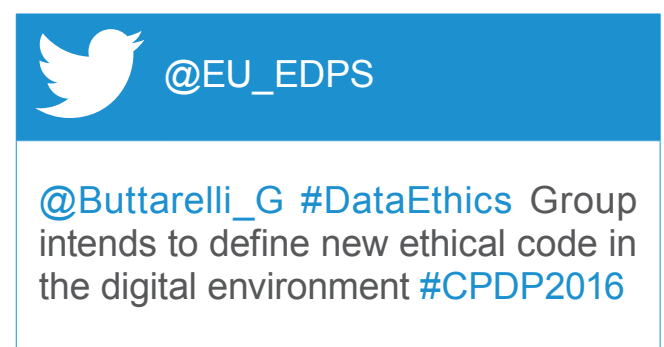 @EU_EDPS
@Buttarelli_G #DataEthics Group
intends to define new ethical code in
the digital environment #CPDP2016